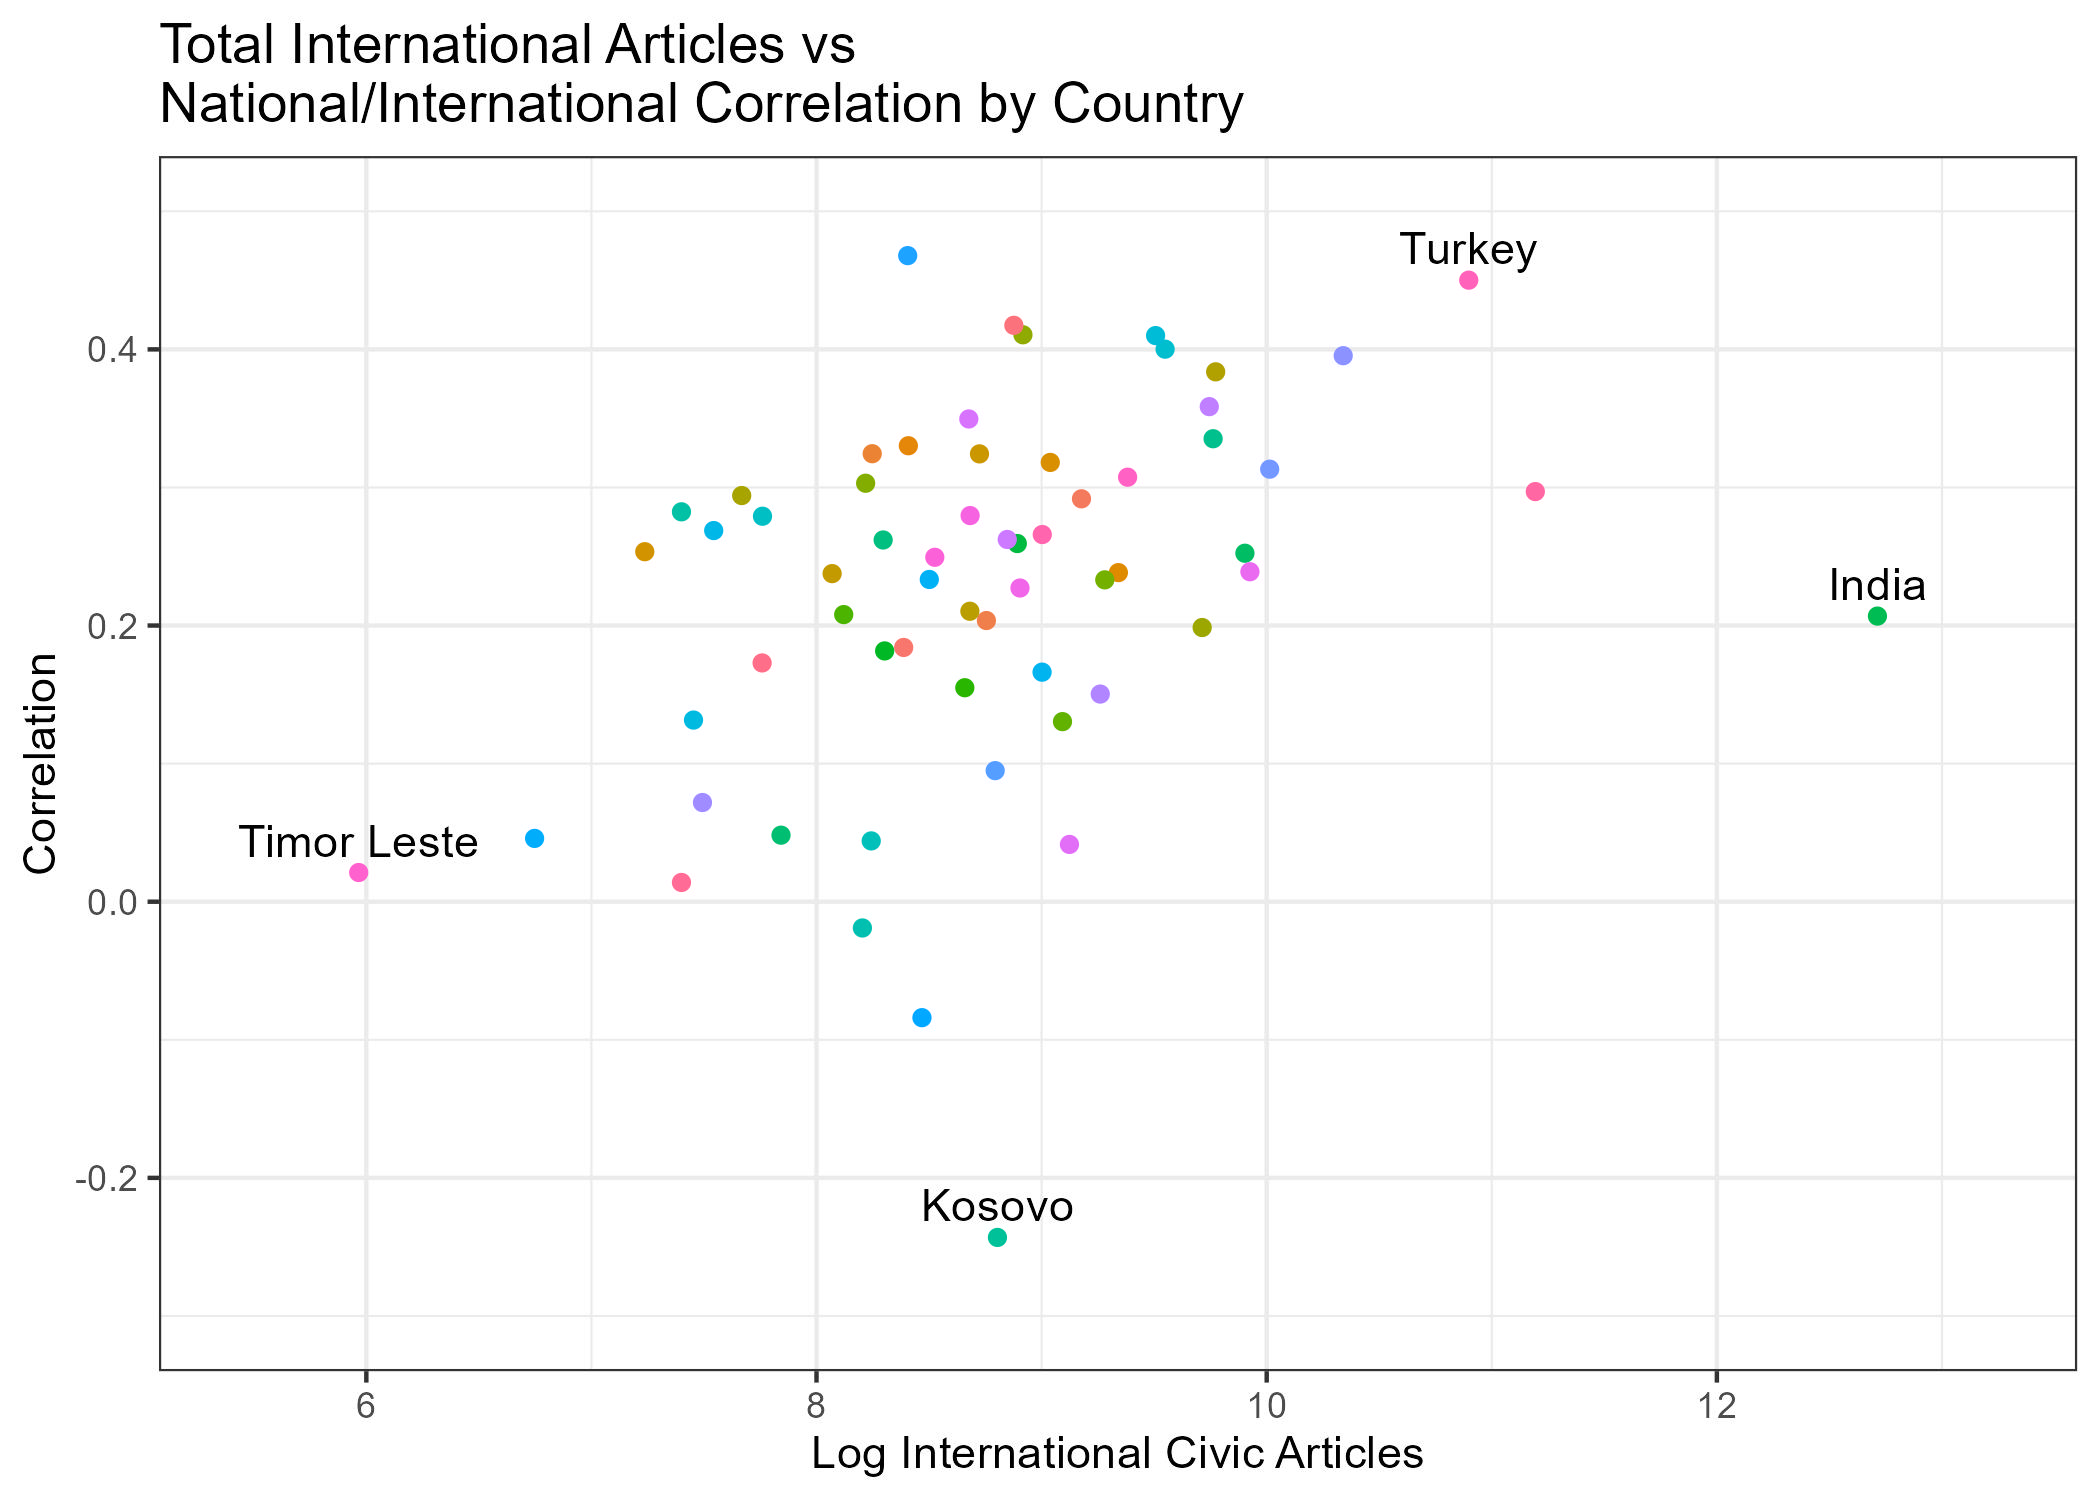 Total International Articles vs
National/International Correlation by Country
Turkey
0.4
India
0.2
Correlation
Timor Leste
0.0
-0.2
Kosovo
6 8 10 12
Log International Civic Articles